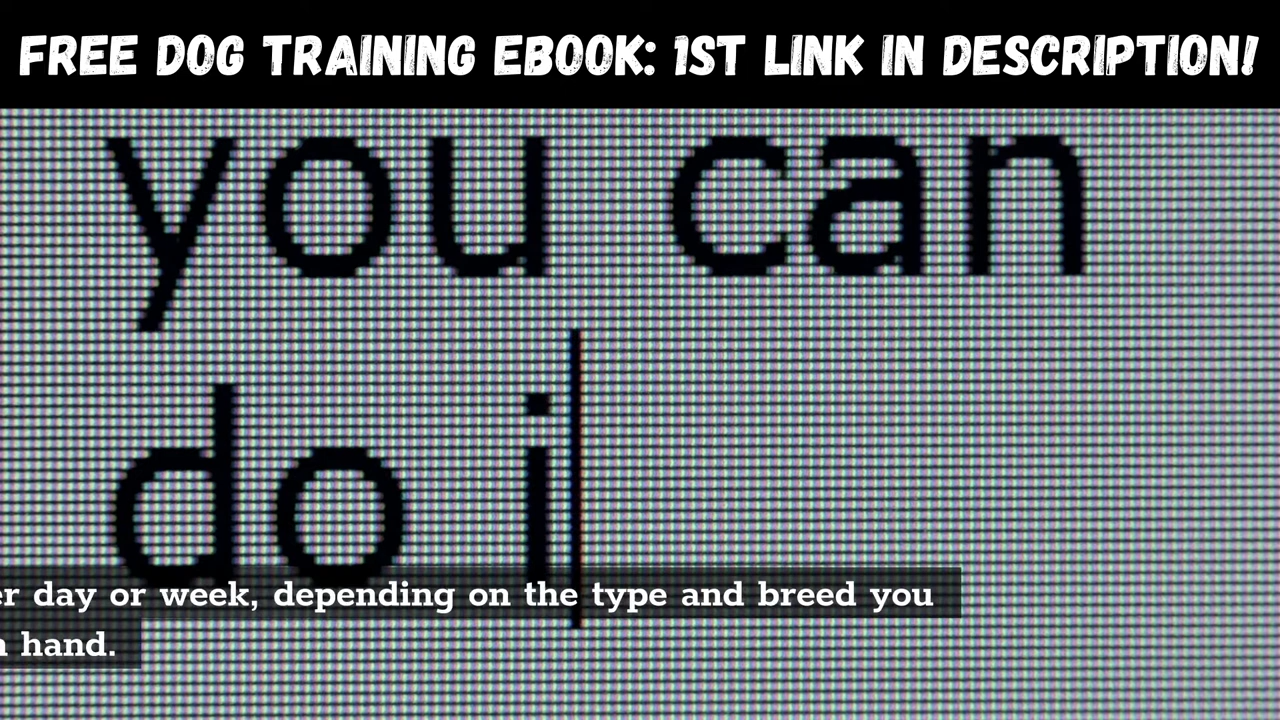 FREE DOG TRAINING EBOOK: 1ST LINK IN DESCRIPTION!
you can
do i
day or week, depending on the type and breed you
hand.